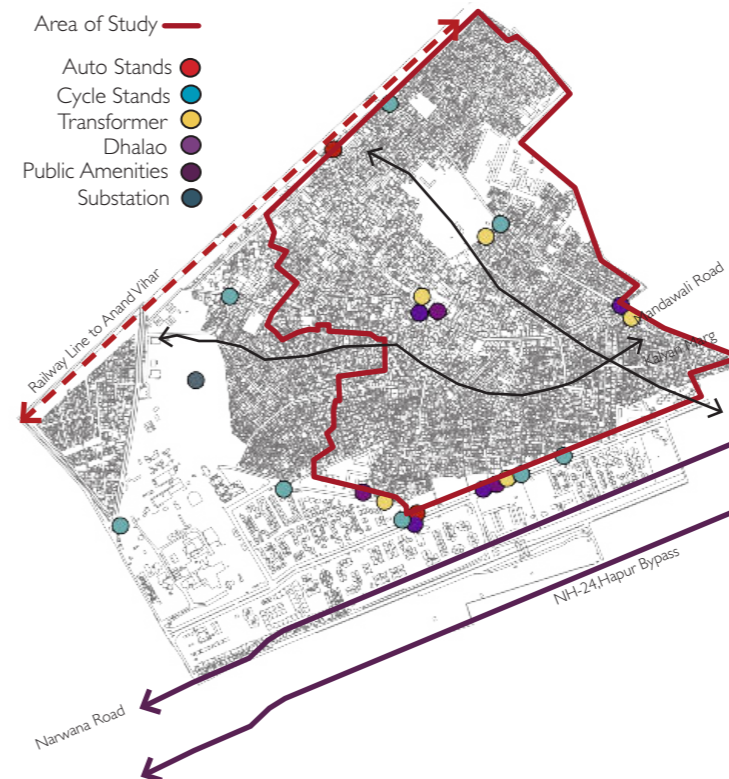 Area of Study
Auto Stands
Cycle Stands
Transformer
Dhalao
Public Amenities
Substation
Railway Line to Anand Vihar
Mandawali Road
Marg
NH-24,Hapur Bypass
Narwana Road